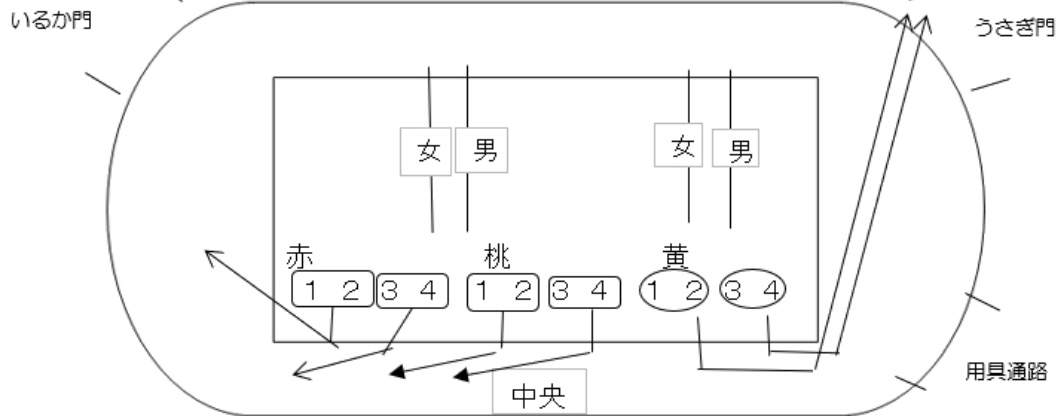 いるか門
うさぎ門
女 男 女 男
赤 桃 黄
1 2 3 4 1 2 3 4 1 2 3 4
用具通路
中央